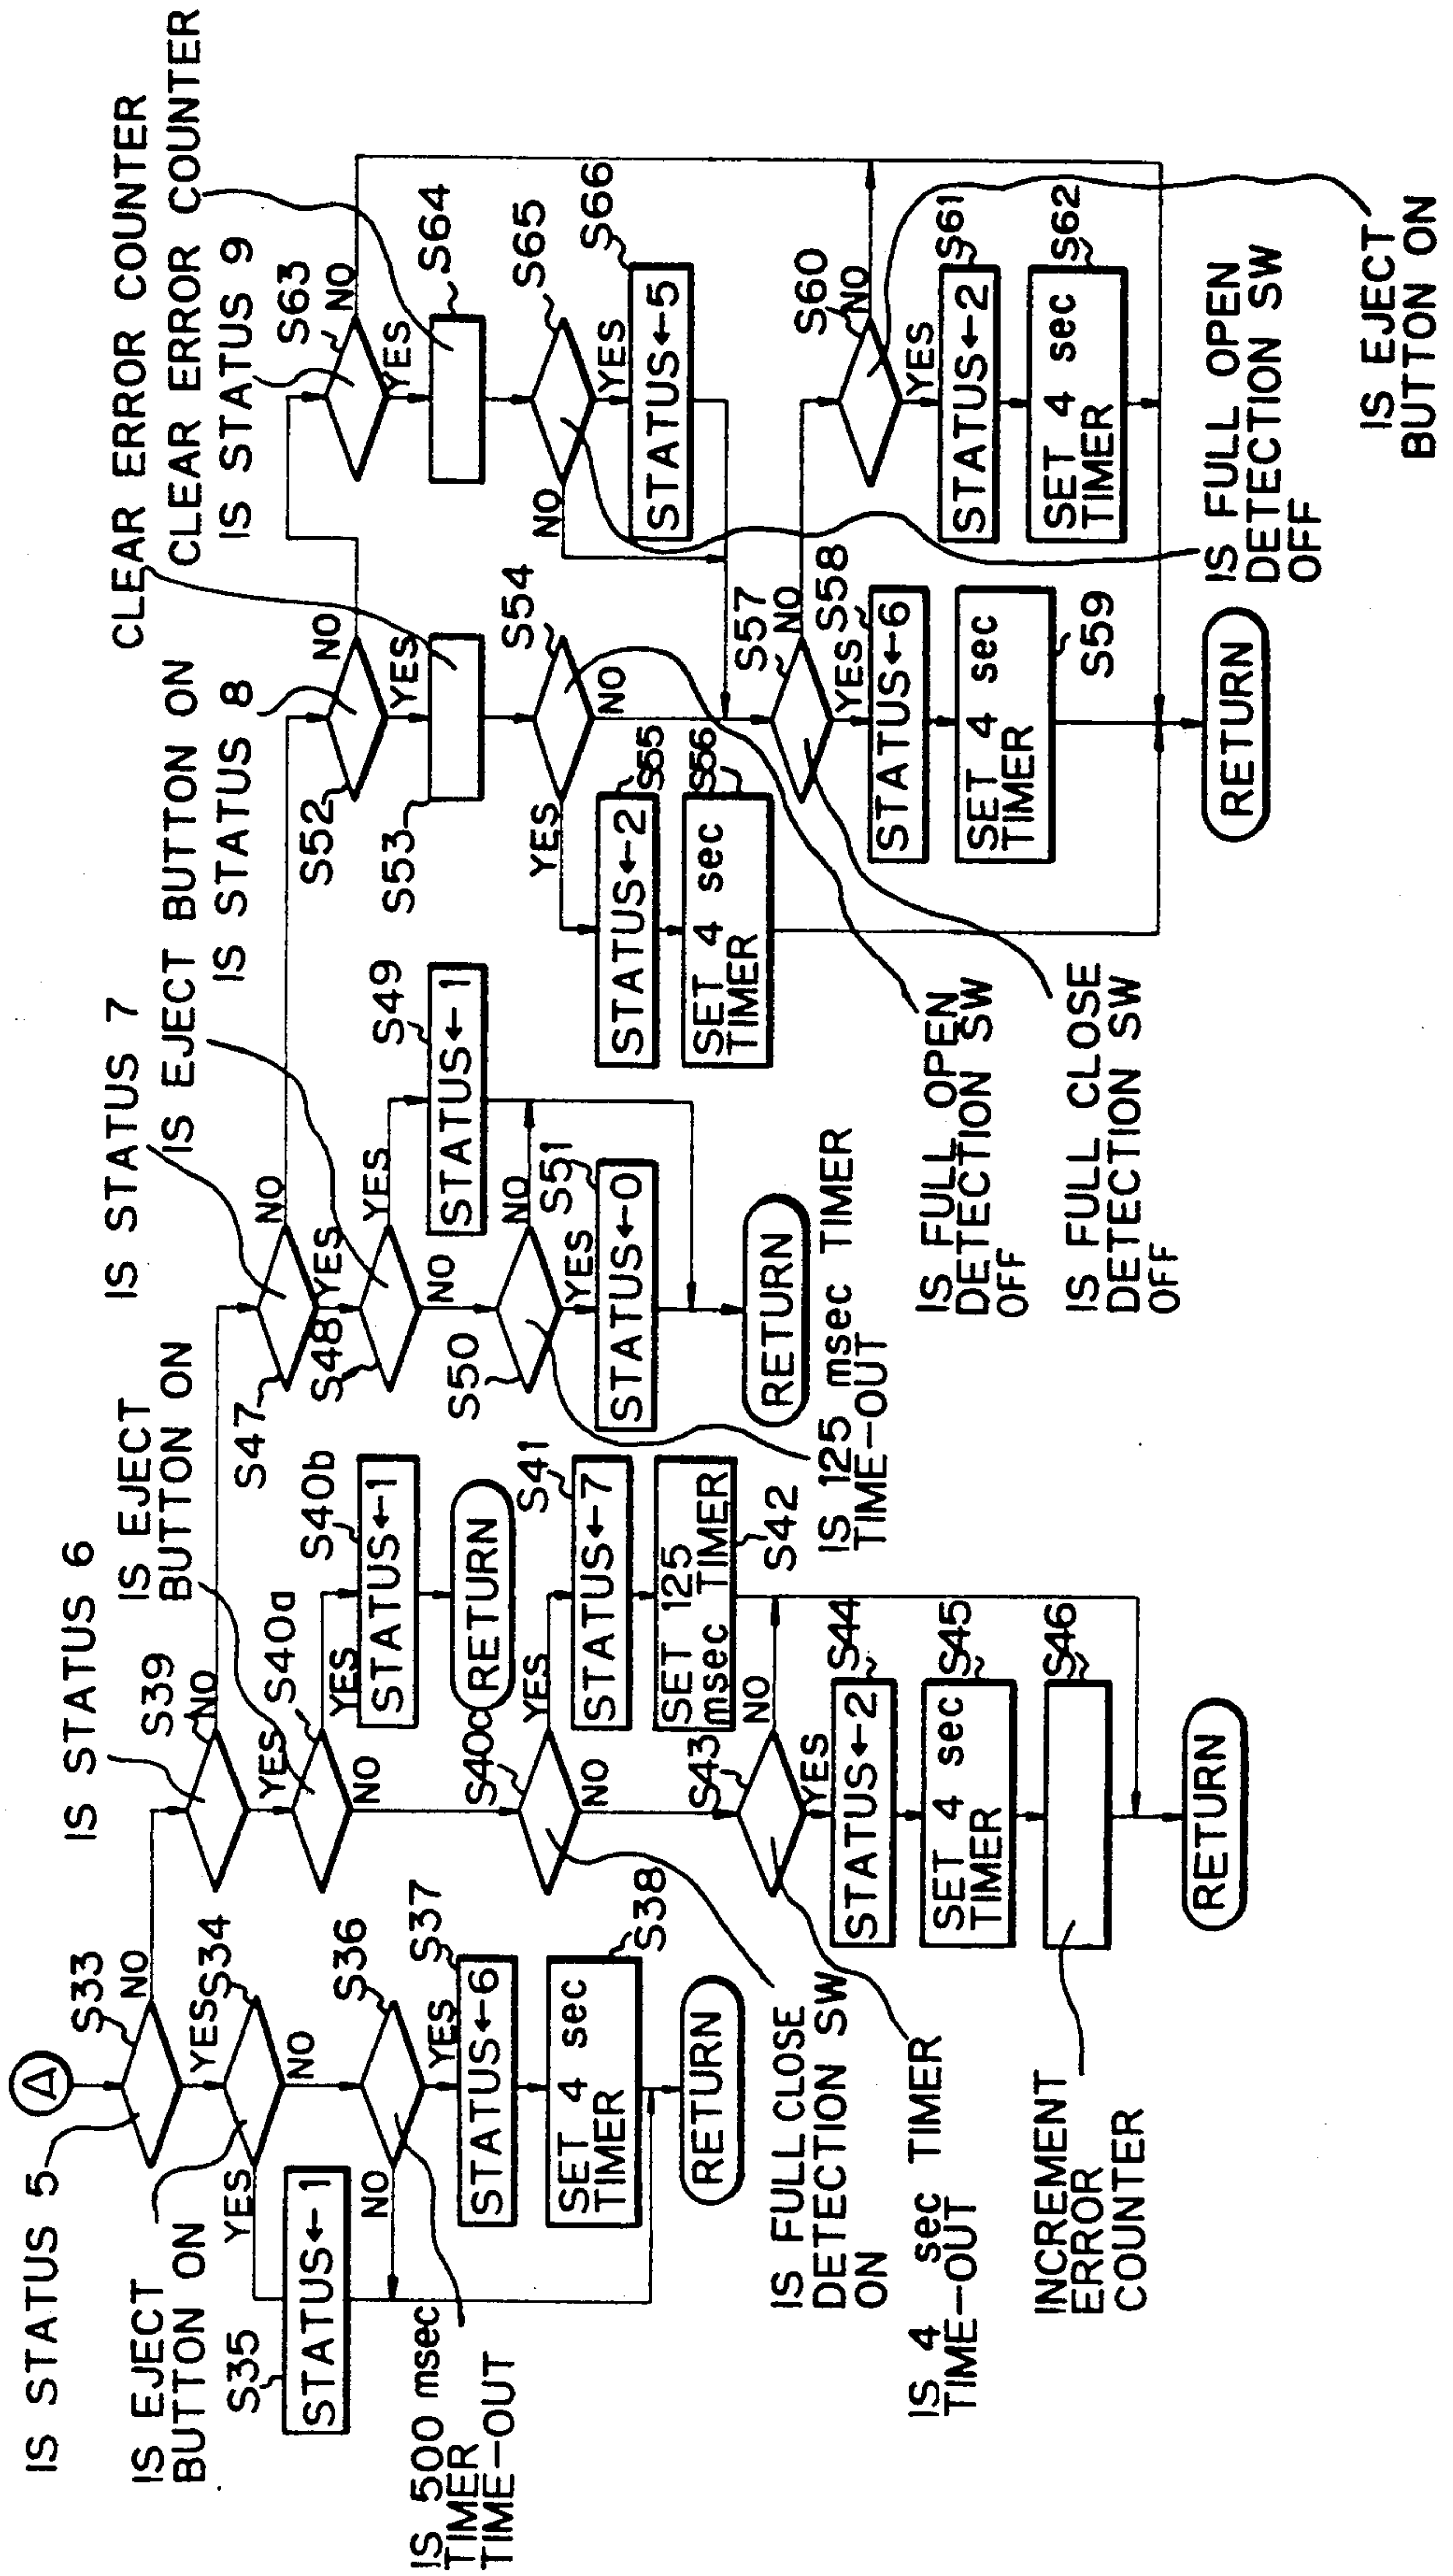 A
IS STATUS 5
S33
NO
YES
IS EJECT
BUTTON ON
S34
YES
NO
S35
STATUS←1
IS 500 msec
TIMER
TIME-OUT
S36
NO
YES
S37
STATUS←6
SET 4 sec
TIMER
S38
RETURN
IS STATUS 6
S39
NO
YES
IS EJECT
BUTTON ON
S40a
YES
NO
S40b
STATUS←1
RETURN
S40c
YES
NO
IS FULL CLOSE
DETECTION SW
ON
S41
STATUS←7
SET 125
msec TIMER
S42
S43
NO
YES
IS 4 sec TIMER
TIME-OUT
S44
STATUS←2
S45
SET 4 sec
TIMER
S46
INCREMENT
ERROR
COUNTER
RETURN
IS STATUS 7
S47
NO
YES
IS EJECT BUTTON ON
S48
YES
NO
S49
STATUS←1
S50
NO
YES
IS 125 msec TIMER
TIME-OUT
S51
STATUS←0
RETURN
IS STATUS 8
S52
NO
YES
CLEAR ERROR COUNTER
S53
S54
YES
NO
IS FULL OPEN
DETECTION SW
OFF
S55
STATUS←2
S56
SET 4 sec
TIMER
S57
NO
YES
IS FULL CLOSE
DETECTION SW
OFF
S58
STATUS←6
SET 4 sec
TIMER
S59
RETURN
IS STATUS 9
S63
NO
YES
CLEAR ERROR COUNTER
S64
S65
NO
YES
IS FULL OPEN
DETECTION SW
OFF
S66
STATUS←5
S60
NO
YES
IS EJECT
BUTTON ON
S61
STATUS←2
S62
SET 4 sec
TIMER